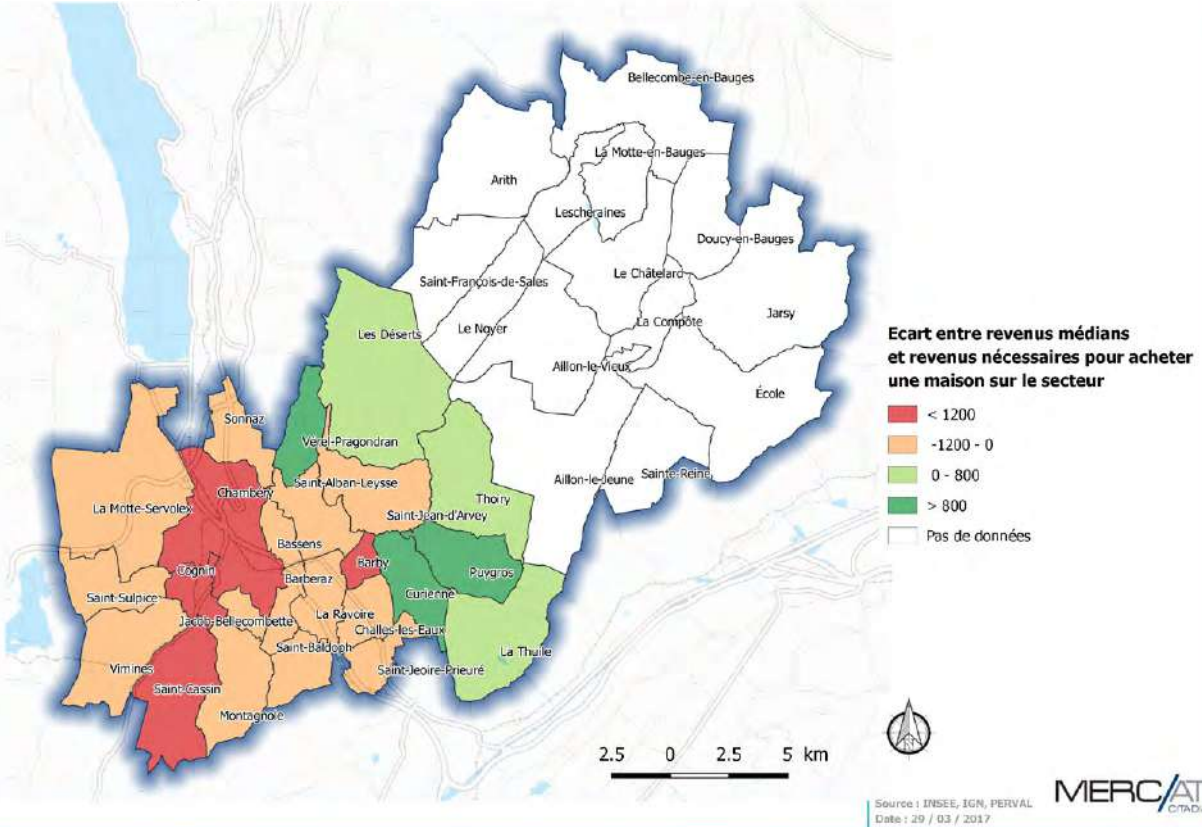 Bellecombe-en-Bauges
La Motte-en-Bauges
Arith
Lescheraines
Doucy-en-Bauges
Le Châtelard
Saint-François-de-Sales
La Compôte
Jarsy
Le Noyer
Les Déserts
Aillon-le-Vieux
École
Sonnaz
Vérel-Pragondran
Aillon-le-Jeune
Sainte-Reine
Saint-Alban-Leysse
Chambéry
Thoiry
La Motte-Servolex
Saint-Jean-d'Arvey
Bassens
Barby
Puygros
Cognin
Barberaz
Curienne
Saint-Sulpice
La Ravoire
Jacob-Bellecombette
Challes-les-Eaux
Saint-Baldoph
La Thuile
Vimines
Saint-Jeoire-Prieuré
Saint-Cassin
Montagnole
Ecart entre revenus médians
et revenus nécessaires pour acheter
une maison sur le secteur
< 1200
-1200 - 0
0 - 800
> 800
Pas de données
2.5 0 2.5 5 km
Source : INSEE, IGN, PERVAL
Date : 29 / 03 / 2017
MERC/AT